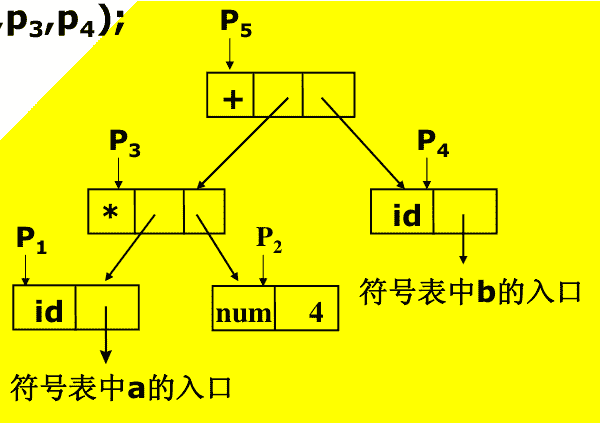 ,p₃,p₄);
P₅
+
P₃
P₄
*
id
P₁
P₂
id
num 4
符号表中b的入口
符号表中a的入口